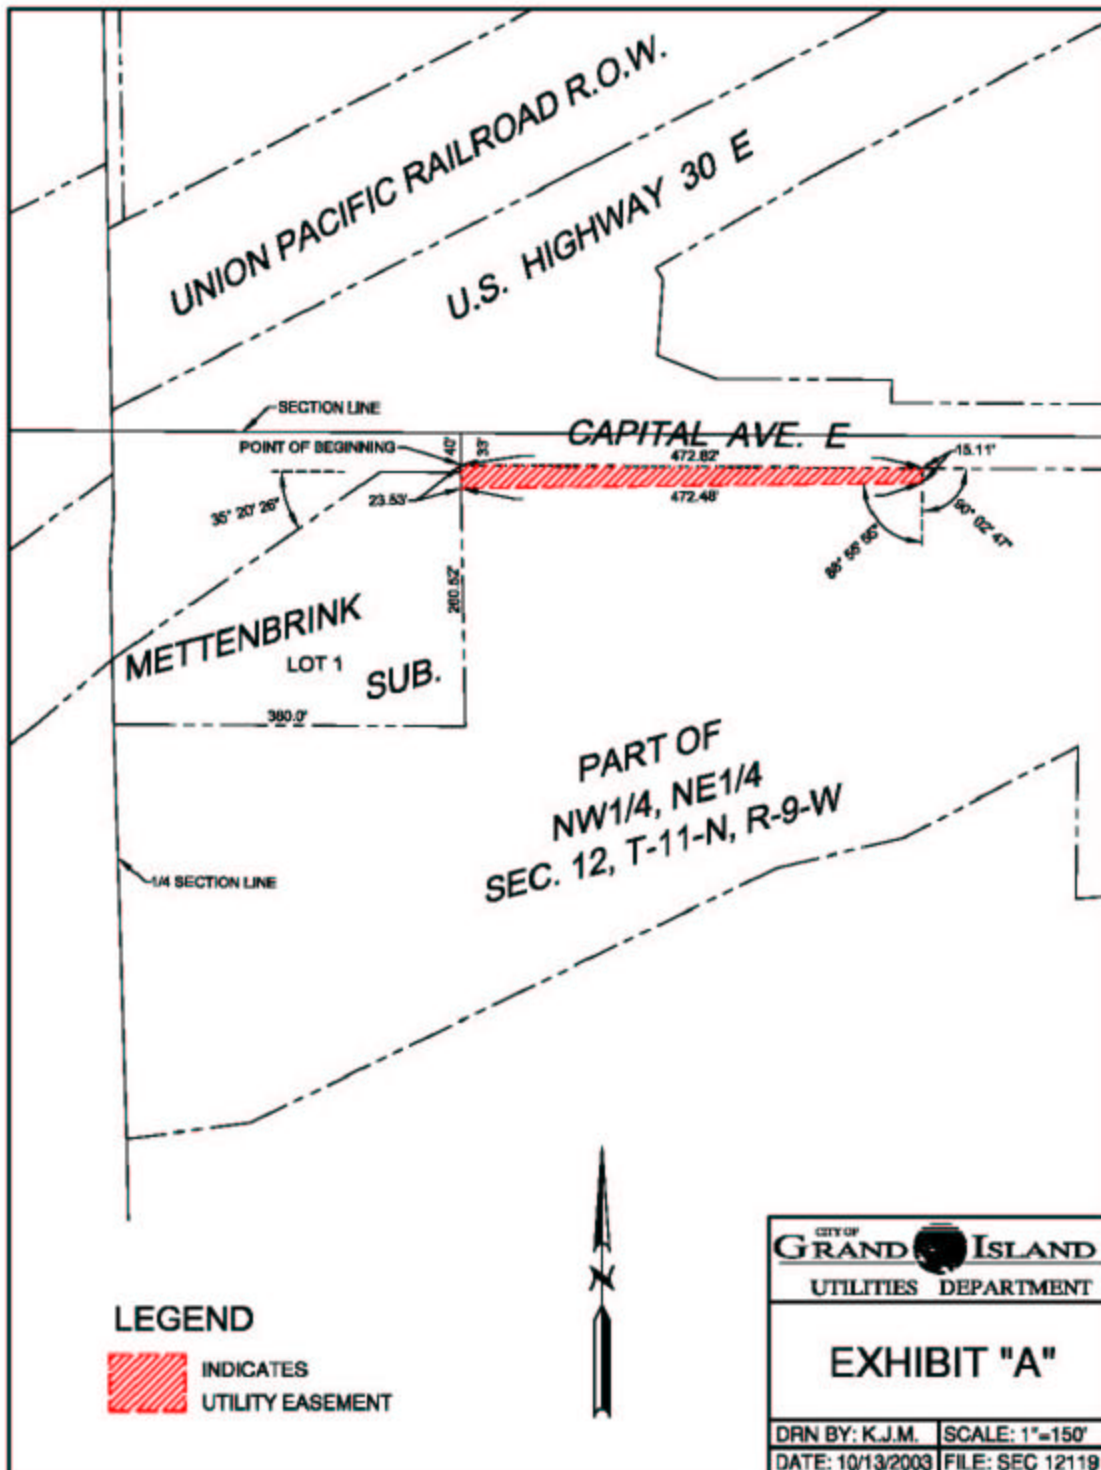 UNION PACIFIC RAILROAD R.O.W.
U.S. HIGHWAY 30 E
SECTION LINE
CAPITAL AVE. E
POINT OF BEGINNING
40'
33'
472.82'
15.11'
23.53'
472.48'
35° 20' 26"
90° 02' 47"
260.52'
METTENBRINK
LOT 1
SUB.
380.0'
PART OF
NW1/4, NE1/4
SEC. 12, T-11-N, R-9-W
1/4 SECTION LINE
N
LEGEND
INDICATES
UTILITY EASEMENT
CITY OF
GRAND ISLAND
UTILITIES DEPARTMENT
EXHIBIT "A"
DRN BY: K.J.M.
SCALE: 1"=150'
DATE: 10/13/2003
FILE: SEC 12119